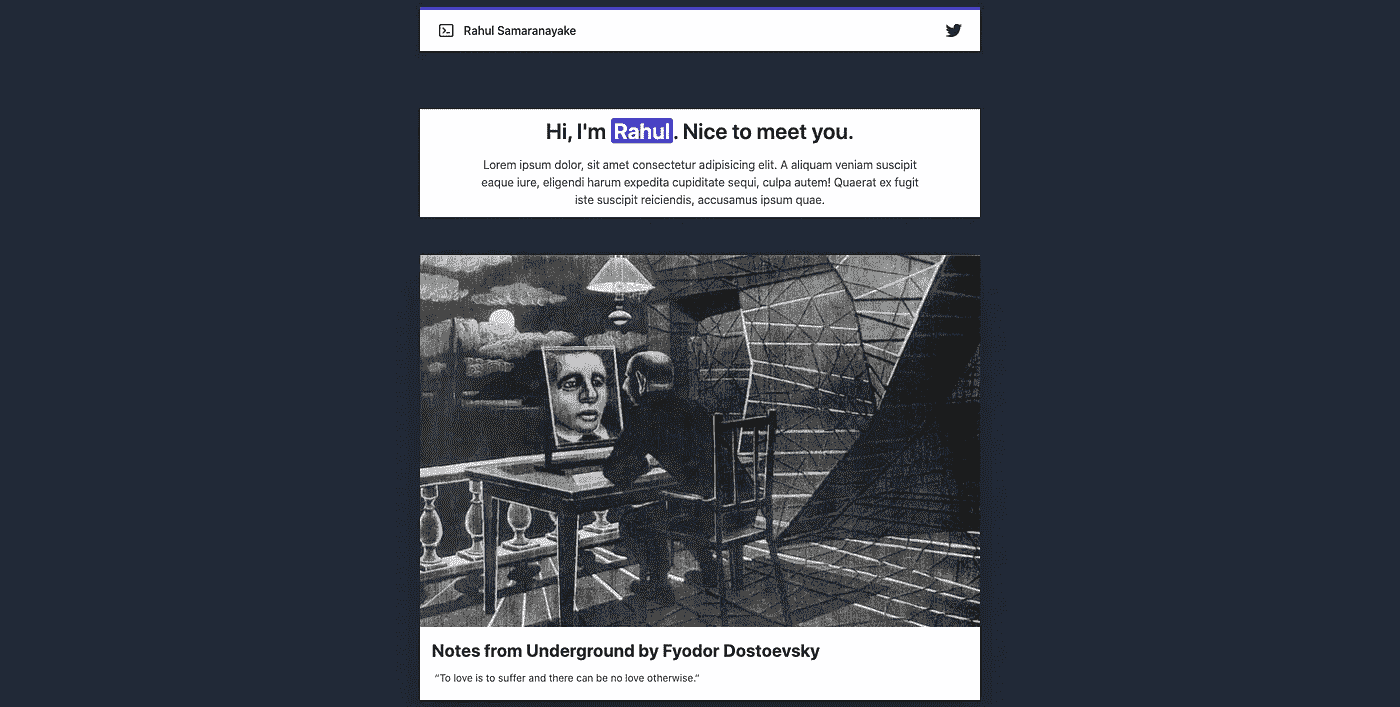 Rahul Samaranayake
Hi, I'm Rahul. Nice to meet you.
Lorem ipsum dolor, sit amet consectetur adipisicing elit. A aliquam veniam suscipit
eaque iure, eligendi harum expedita cupiditate sequi, culpa autem! Quaerat ex fugit
iste suscipit reiciendis, accusamus ipsum quae.
Notes from Underground by Fyodor Dostoevsky
“To love is to suffer and there can be no love otherwise.”